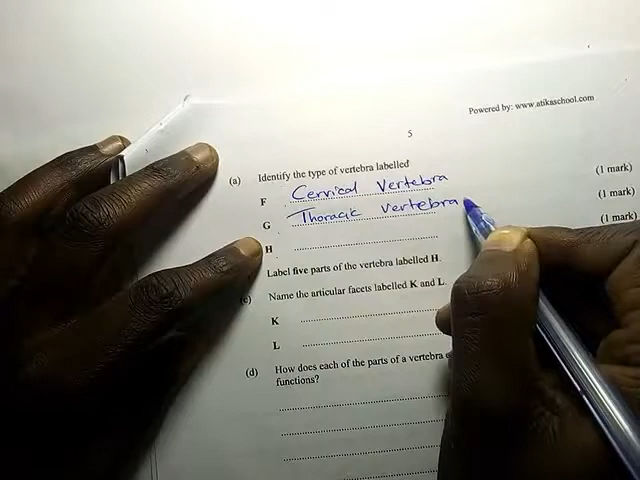 Powered by: www.atikaschool.com
5
(a) Identify the type of vertebra labelled
F Cervical Vertebra (1 mark)
G Thoracic vertebra (1 mark)
H (1 mark)
Label five parts of the vertebra labelled H.
(c) Name the articular facets labelled K and L.
K
L
(d) How does each of the parts of a vertebra
functions?